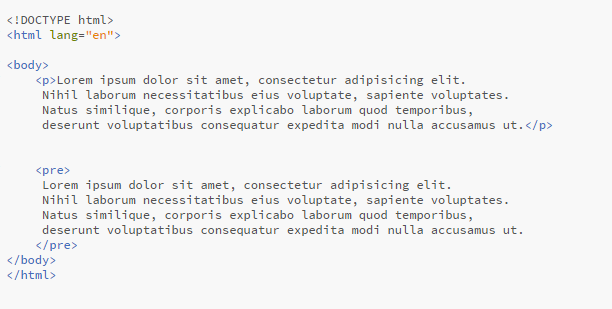 <!DOCTYPE html>
<html lang="en">
<body>
<p>Lorem ipsum dolor sit amet, consectetur adipisicing elit.
Nihil laborum necessitatibus eius voluptate, sapiente voluptates.
Natus similique, corporis explicabo laborum quod temporibus,
deserunt voluptatibus consequatur expedita modi nulla accusamus ut.</p>
<pre>
Lorem ipsum dolor sit amet, consectetur adipisicing elit.
Nihil laborum necessitatibus eius voluptate, sapiente voluptates.
Natus similique, corporis explicabo laborum quod temporibus,
deserunt voluptatibus consequatur expedita modi nulla accusamus ut.
</pre>
</body>
</html>